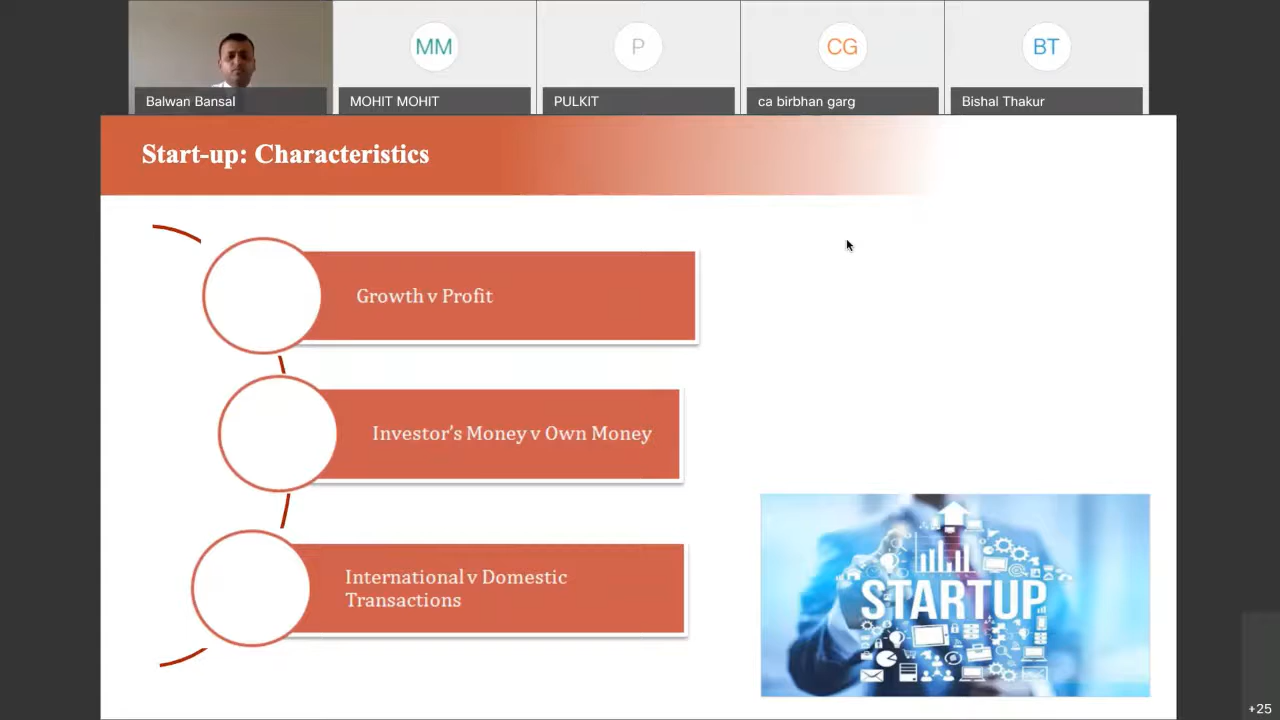 MM
P
CG
BT
Balwan Bansal
MOHIT MOHIT
PULKIT
ca birbhan garg
Bishal Thakur
Start-up: Characteristics
Growth v Profit
Investor's Money v Own Money
International v Domestic
Transactions
STARTUP
+25